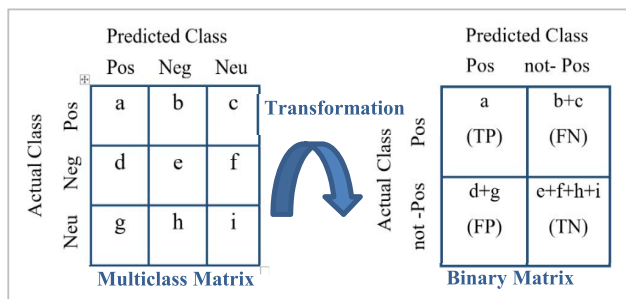 Predicted Class
Pos Neg Neu
Actual Class
Pos
a b c
Neg
d e f
Neu
g h i
Multiclass Matrix
Transformation
Predicted Class
Pos not- Pos
Actual Class
Pos
a b+c
(TP) (FN)
not -Pos
d+g e+f+h+i
(FP) (TN)
Binary Matrix